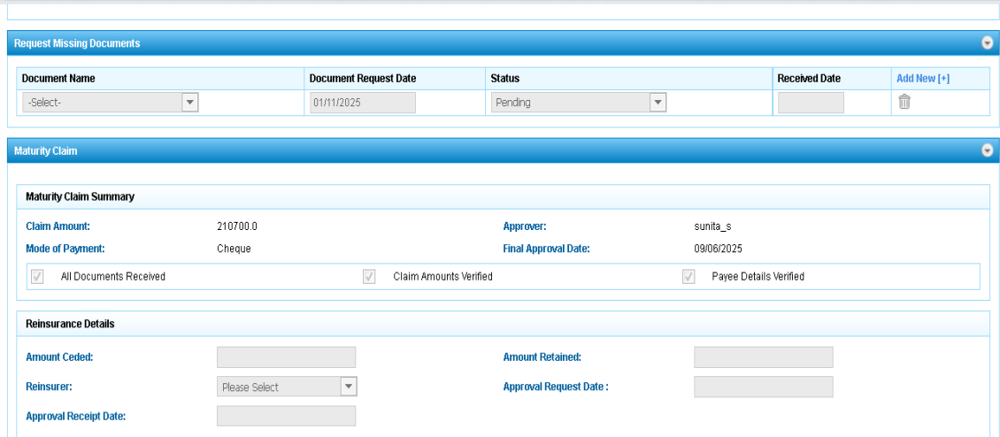 Request Missing Documents
Document Name Document Request Date Status Received Date Add New [+]
-Select- 01/11/2025 Pending
Maturity Claim
Maturity Claim Summary
Claim Amount: 210700.0 Approver: sunita_s
Mode of Payment: Cheque Final Approval Date: 09/06/2025
All Documents Received Claim Amounts Verified Payee Details Verified
Reinsurance Details
Amount Ceded: Amount Retained:
Reinsurer: Please Select Approval Request Date :
Approval Receipt Date: